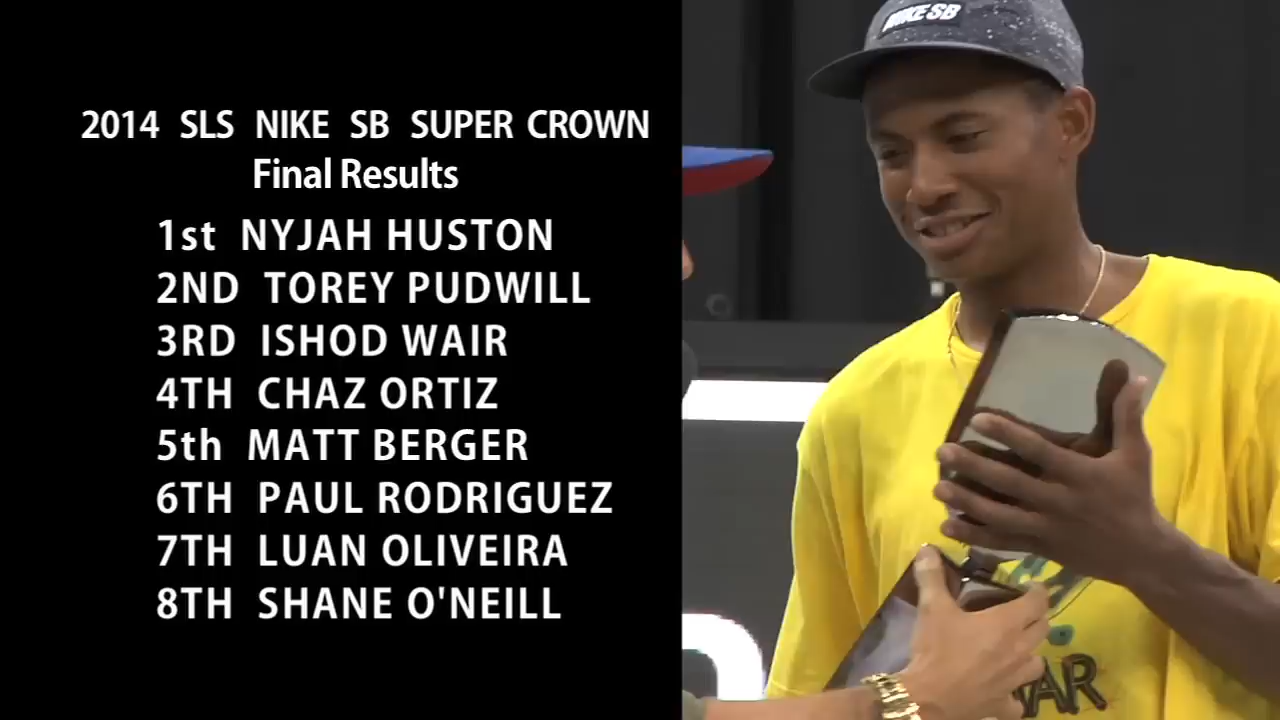 2014 SLS NIKE SB SUPER CROWN
Final Results
1st NYJAH HUSTON
2ND TOREY PUDWILL
3RD ISHOD WAIR
4TH CHAZ ORTIZ
5th MATT BERGER
6TH PAUL RODRIGUEZ
7TH LUAN OLIVEIRA
8TH SHANE O'NEILL
NIKE SB